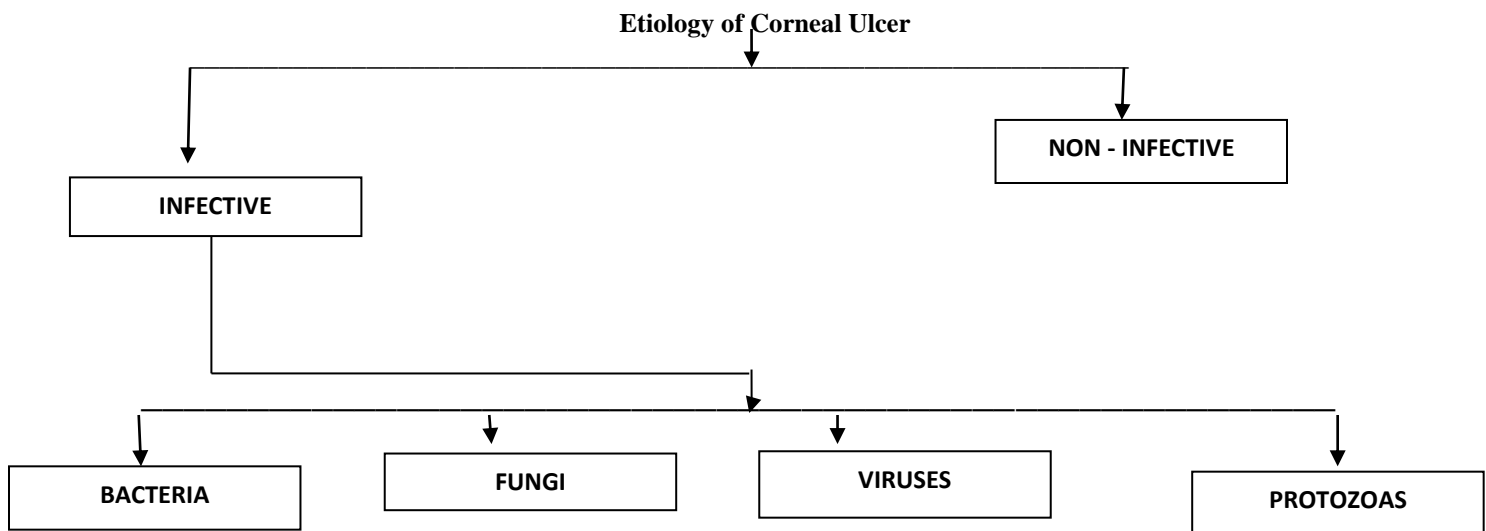 Etiology of Corneal Ulcer
NON - INFECTIVE
INFECTIVE
BACTERIA
FUNGI
VIRUSES
PROTOZOAS